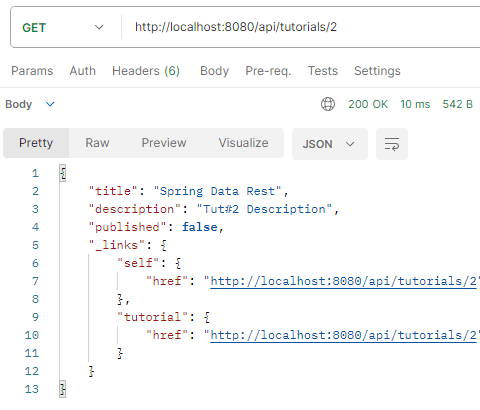 GET http://localhost:8080/api/tutorials/2
Params Auth Headers (6) Body Pre-req. Tests Settings
Body 200 OK 10 ms 542 B
Pretty Raw Preview Visualize JSON
1 {
2 "title": "Spring Data Rest",
3 "description": "Tut#2 Description",
4 "published": false,
5 "_links": {
6 "self": {
7 "href": "http://localhost:8080/api/tutorials/2"
8 },
9 "tutorial": {
10 "href": "http://localhost:8080/api/tutorials/2"
11 }
12 }
13 }